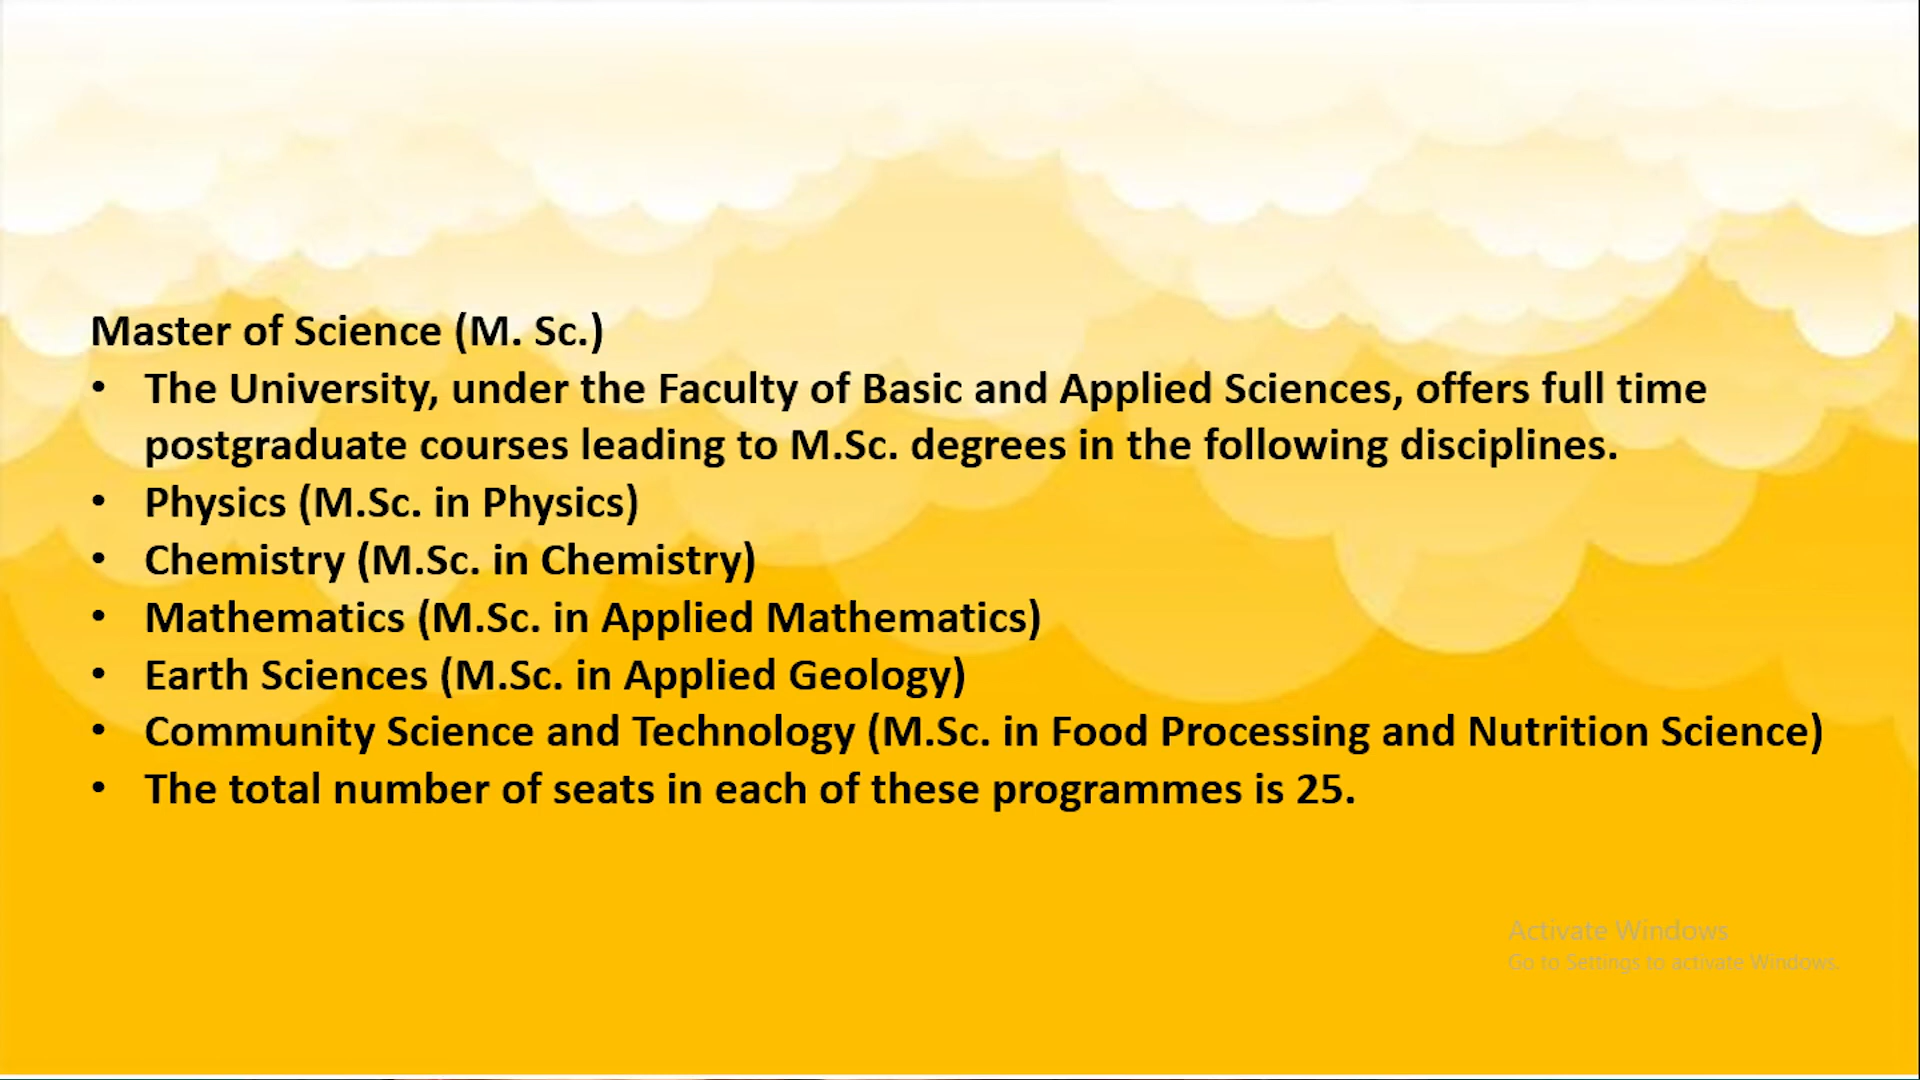 Master of Science (M. Sc.)
• The University, under the Faculty of Basic and Applied Sciences, offers full time
postgraduate courses leading to M.Sc. degrees in the following disciplines.
• Physics (M.Sc. in Physics)
• Chemistry (M.Sc. in Chemistry)
• Mathematics (M.Sc. in Applied Mathematics)
• Earth Sciences (M.Sc. in Applied Geology)
• Community Science and Technology (M.Sc. in Food Processing and Nutrition Science)
• The total number of seats in each of these programmes is 25.
Activate Windows
Go to Settings to activate Windows.